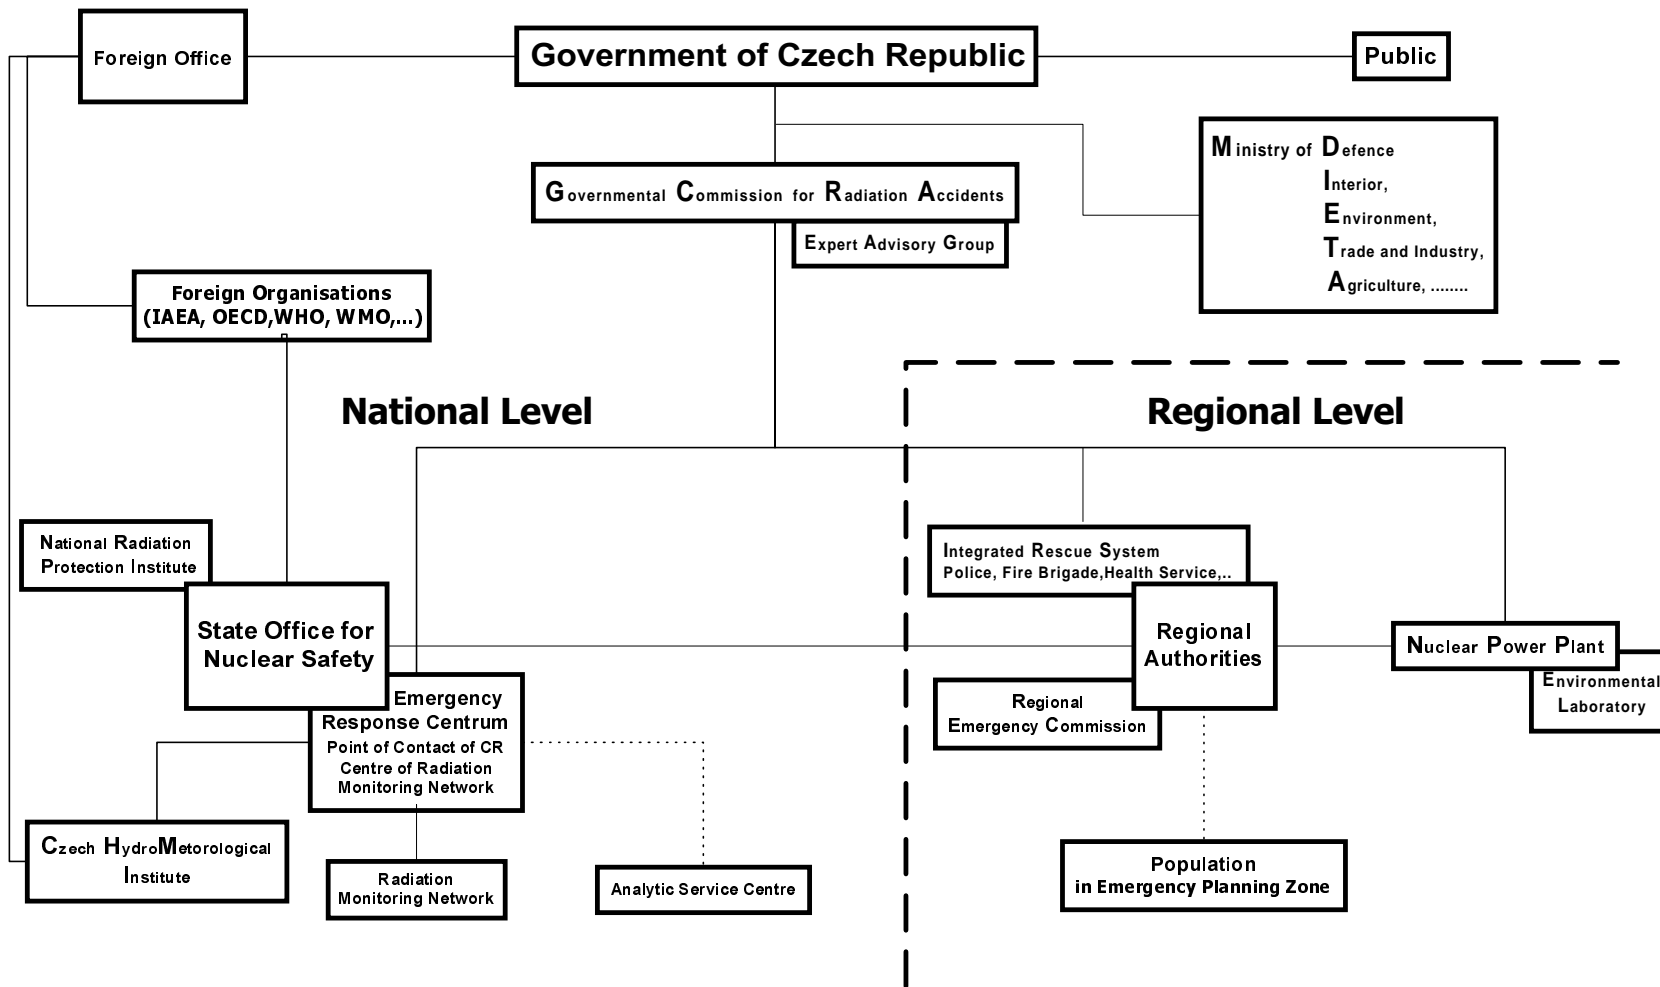 Foreign Office
Government of Czech Republic
Public
Ministry of Defence
Interior,
Environment,
Trade and Industry,
Agriculture, ........
Governmental Commission for Radiation Accidents
Expert Advisory Group
Foreign Organisations
(IAEA, OECD,WHO, WMO,...)
National Level
Regional Level
National Radiation
Protection Institute
State Office for
Nuclear Safety
Emergency
Response Centrum
Point of Contact of CR
Centre of Radiation
Monitoring Network
Integrated Rescue System
Police, Fire Brigade,Health Service,..
Regional
Authorities
Regional
Emergency Commission
Nuclear Power Plant
Environmental
Laboratory
Czech HydroMetorological
Institute
Radiation
Monitoring Network
Analytic Service Centre
Population
in Emergency Planning Zone